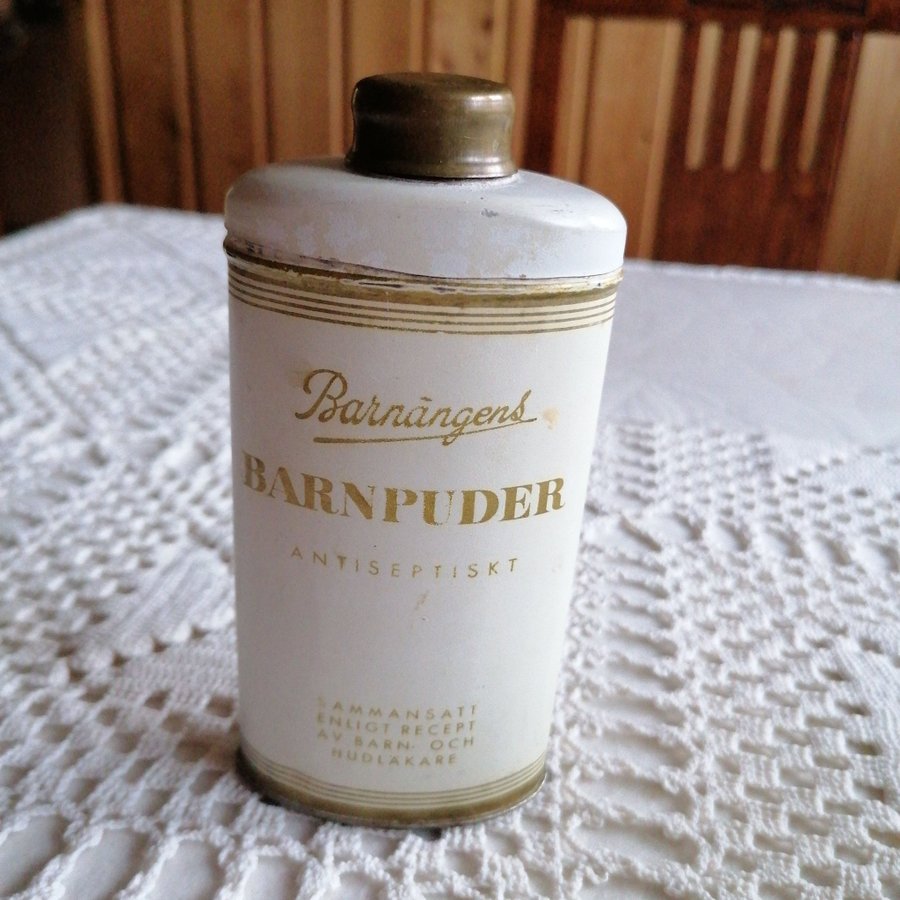 Barnängens
BARNPUDER
ANTISEPTISKT
SAMMANSATT
ENLIGT RECEPT
AV BARN- OCH
HUDLÄKARE